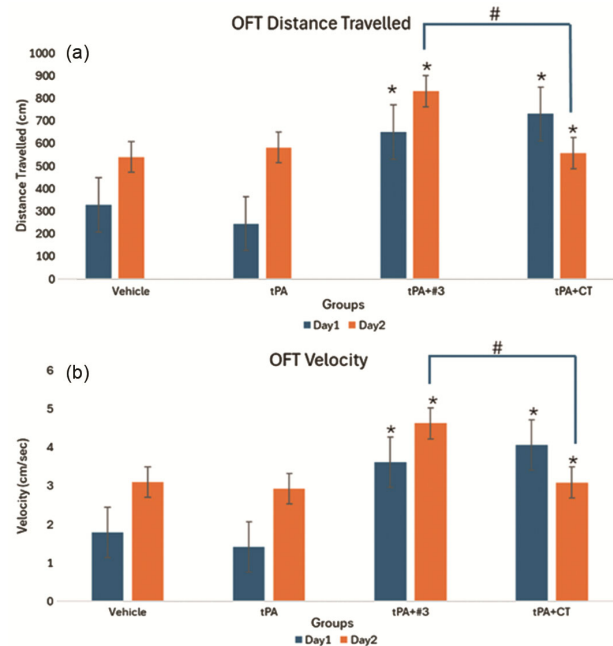 OFT Distance Travelled
#
(a)
1000
900
800
700
600
500
400
300
200
100
0
Distance Travelled (cm)
* * * *
Vehicle tPA tPA+#3 tPA+CT
Groups
Day1 Day2
OFT Velocity
#
(b)
6
5
4
3
2
1
0
Velocity (cm/sec)
* * * *
Vehicle tPA tPA+#3 tPA+CT
Groups
Day1 Day2